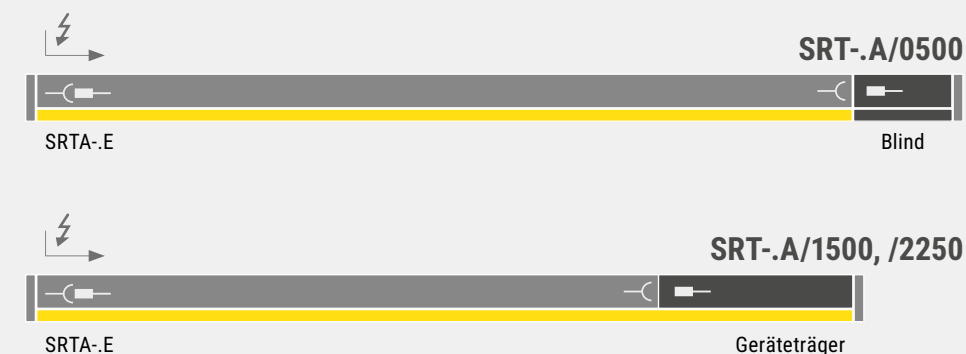 SRT-.A/0500
SRTA-.E Blind
SRT-.A/1500, /2250
SRTA-.E Geräteträger